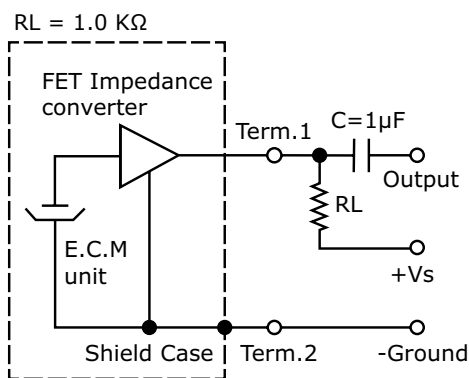 RL = 1.0 KΩ
FET Impedance
converter
Term.1
C=1µF
Output
RL
+Vs
E.C.M
unit
Shield Case
Term.2
-Ground